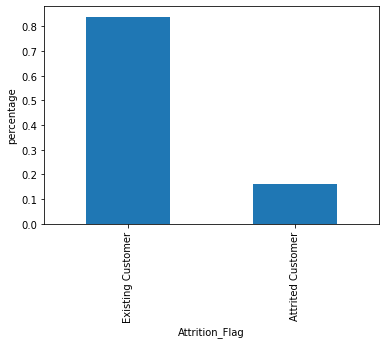 0.8
0.7
0.6
0.5
0.4
0.3
0.2
0.1
0.0
percentage
Existing Customer
Attrited Customer
Attrition_Flag